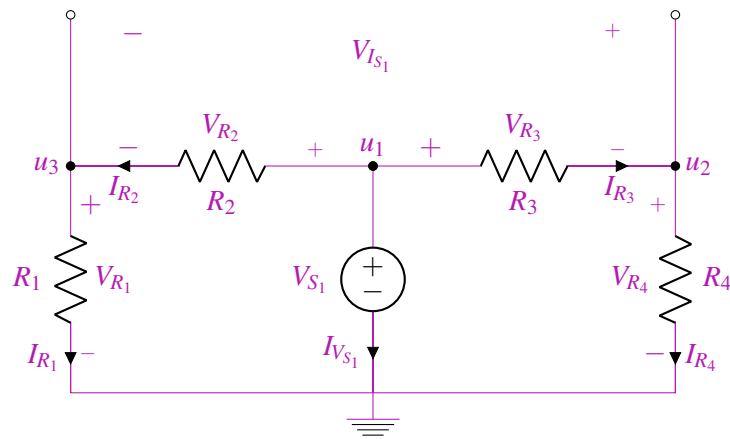 − +
V_{I_{S_1}}
V_{R_2} V_{R_3}
u_3 − + u_1 + − u_2
I_{R_2} R_2 R_3 I_{R_3}
+ +
R_1 V_{R_1} V_{S_1} + − V_{R_4} R_4
I_{R_1} − I_{V_{S_1}} − I_{R_4}